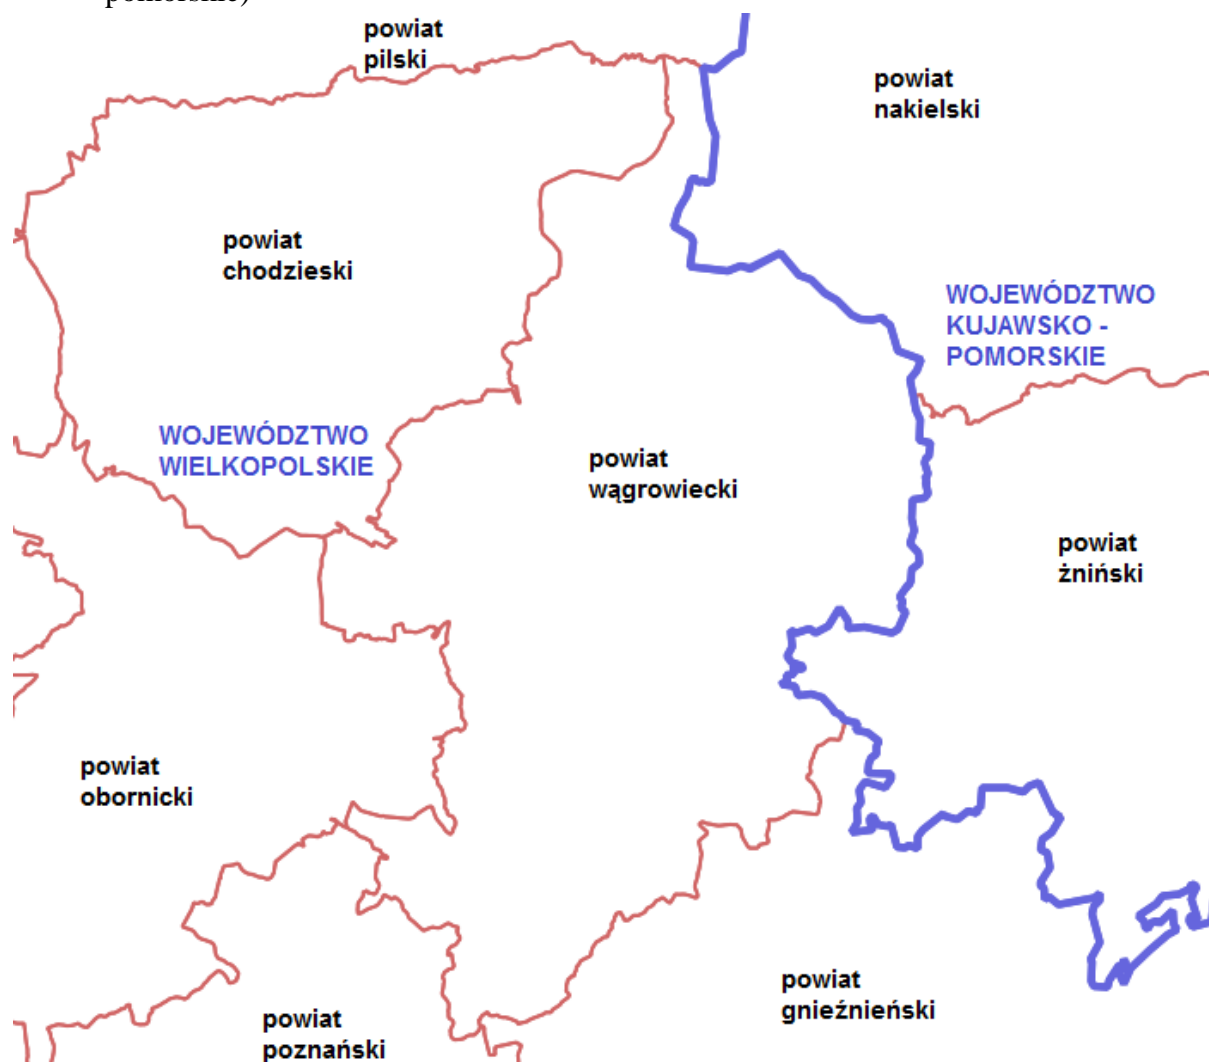 pomorskie)
powiat
pilski
powiat
nakielski
powiat
chodzieski
WOJEWÓDZTWO
KUJAWSKO -
POMORSKIE
WOJEWÓDZTWO
WIELKOPOLSKIE
powiat
wągrowiecki
powiat
żniński
powiat
obornicki
powiat
gnieźnieński
powiat
poznański